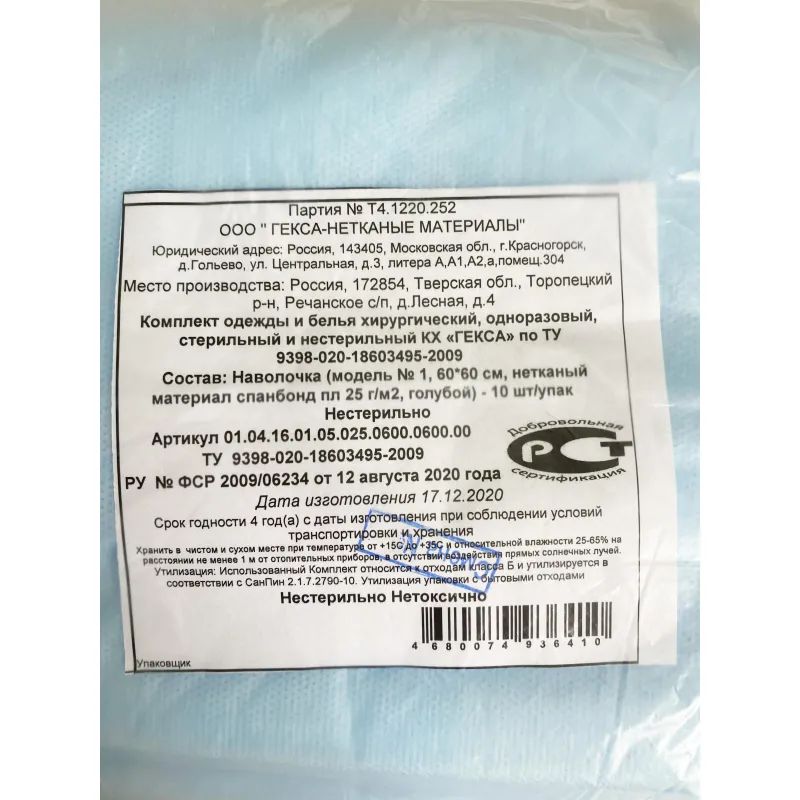 Партия № Т4.1220.252
ООО " ГЕКСА-НЕТКАНЫЕ МАТЕРИАЛЫ"
Юридический адрес: Россия, 143405, Московская обл., г.Красногорск,
д.Гольево, ул. Центральная, д.3, литера А,А1,А2,а,помещ.304
Место производства: Россия, 172854, Тверская обл., Торопецкий
р-н, Речанское с/п, д.Лесная, д.4
Комплект одежды и белья хирургический, одноразовый,
стерильный и нестерильный КХ «ГЕКСА» по ТУ
9398-020-18603495-2009
Состав: Наволочка (модель № 1, 60*60 см, нетканый
материал спанбонд пл 25 г/м2, голубой) - 10 шт/упак
Нестерильно
Артикул 01.04.16.01.05.025.0600.0600.00
ТУ 9398-020-18603495-2009
Добровольная
РСТ
сертификация
РУ № ФСР 2009/06234 от 12 августа 2020 года
Дата изготовления 17.12.2020
Срок годности 4 год(а) с даты изготовления при соблюдении условий
транспортировки и хранения
Хранить в чистом и сухом месте при температуре от +15С до +35С и относительной влажности 25-65% на
расстоянии не менее 1 м от отопительных приборов, в отсутствии воздействия прямых солнечных лучей.
Утилизация: Использованный Комплект относится к отходам класса Б и утилизируется в
соответствии с СанПин 2.1.7.2790-10. Утилизация упаковки с бытовыми отходами
Нестерильно Нетоксично
4 680074 936410
Упаковщик